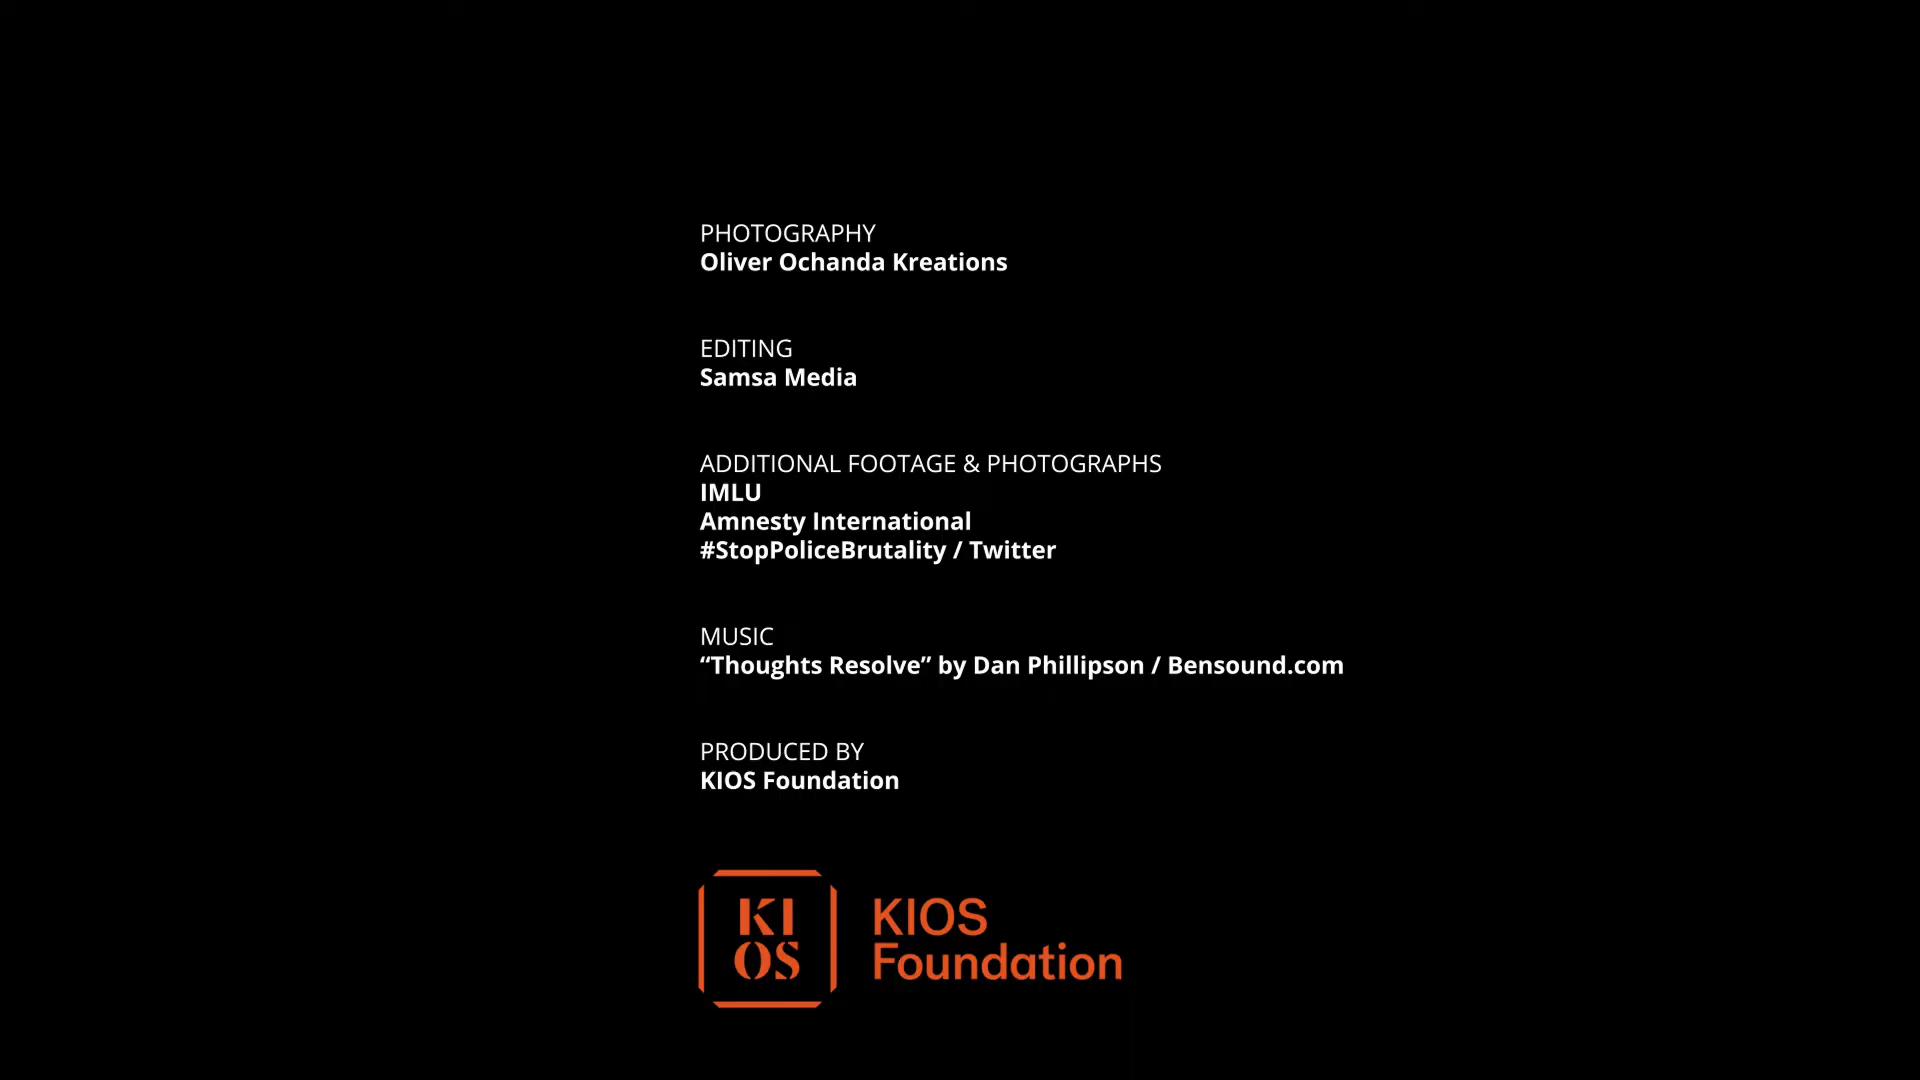 PHOTOGRAPHY
Oliver Ochanda Kreations
EDITING
Samsa Media
ADDITIONAL FOOTAGE & PHOTOGRAPHS
IMLU
Amnesty International
#StopPoliceBrutality / Twitter
MUSIC
“Thoughts Resolve” by Dan Phillipson / Bensound.com
PRODUCED BY
KIOS Foundation
KI
OS
KIOS
Foundation